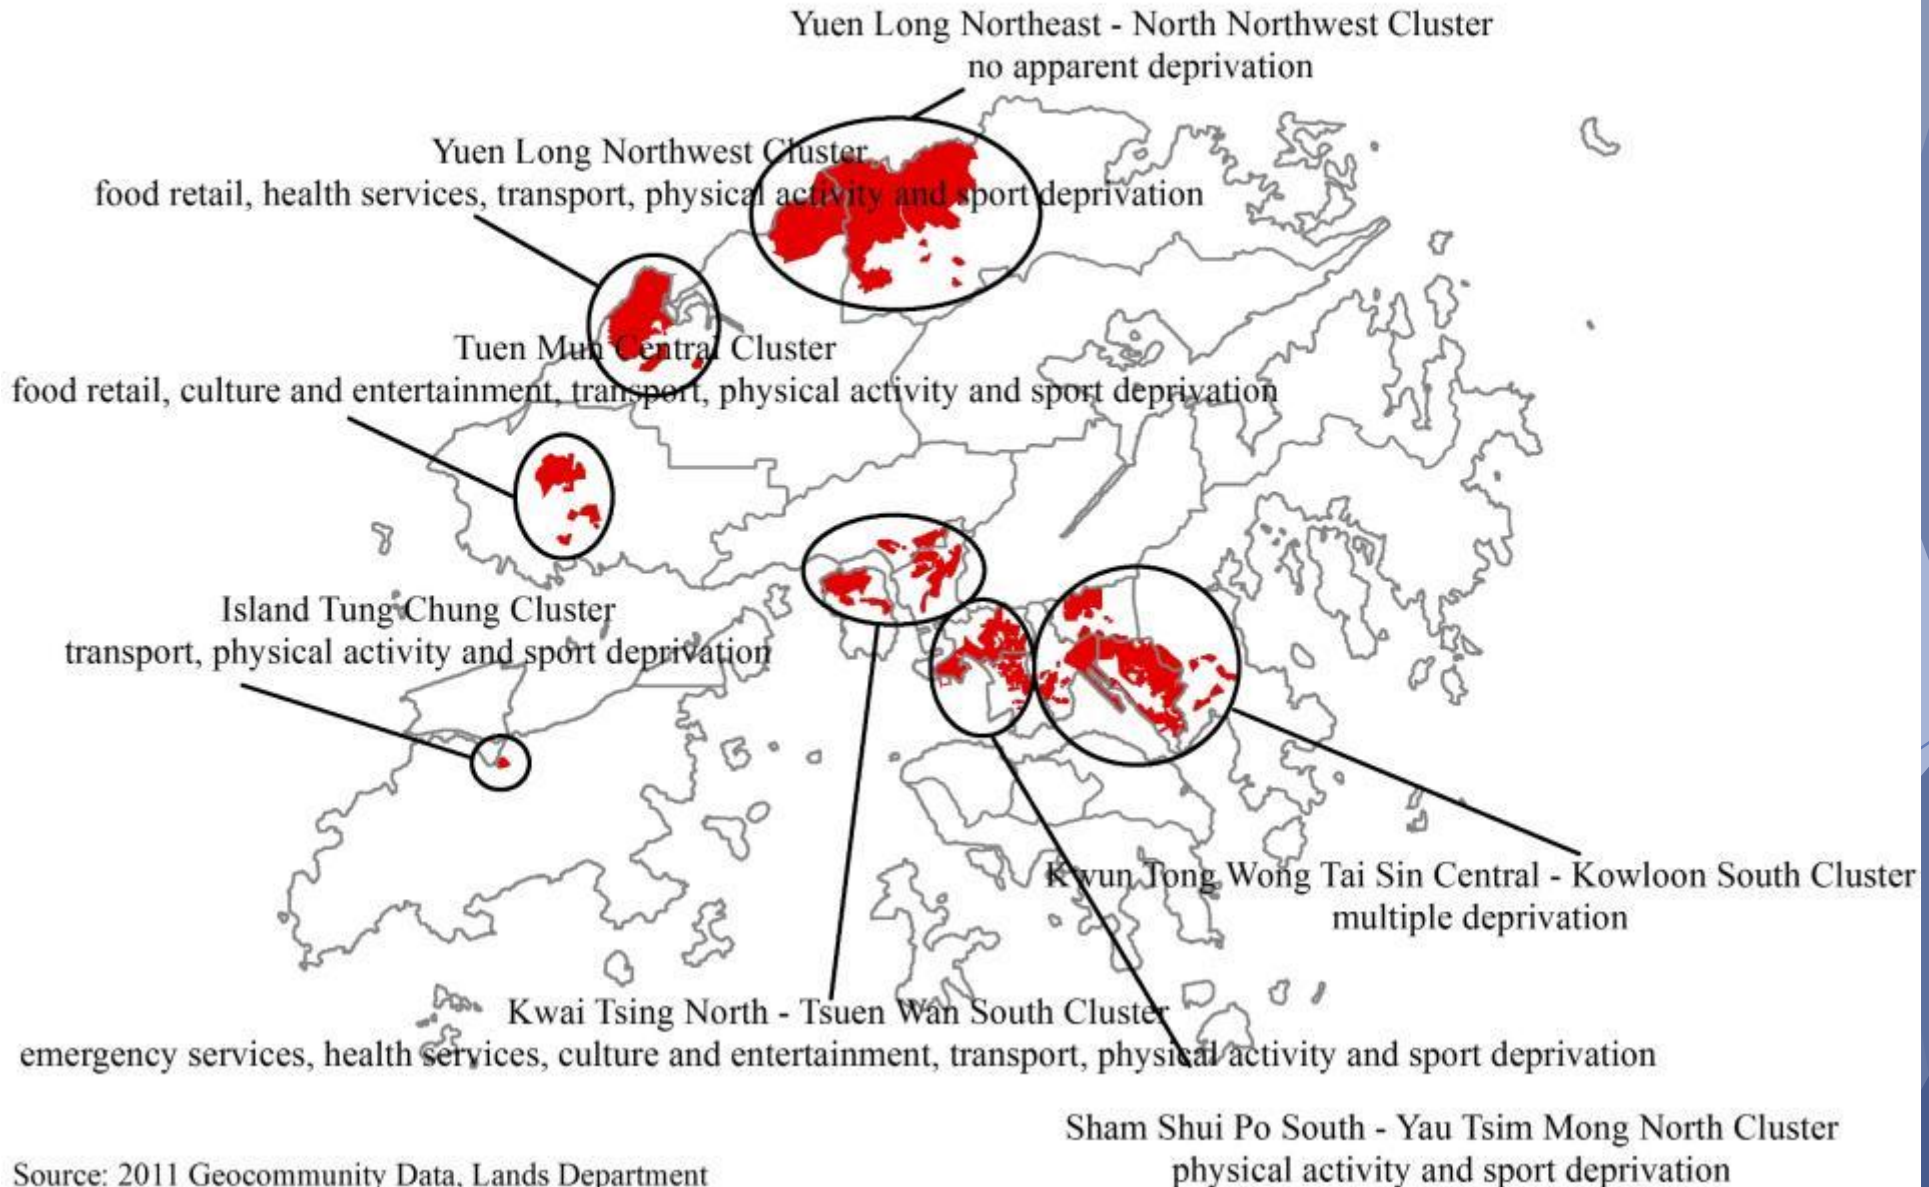 Yuen Long Northeast - North Northwest Cluster
no apparent deprivation
Yuen Long Northwest Cluster
food retail, health services, transport, physical activity and sport deprivation
Tuen Mun Central Cluster
food retail, culture and entertainment, transport, physical activity and sport deprivation
Island Tung Chung Cluster
transport, physical activity and sport deprivation
Kwun Tong Wong Tai Sin Central - Kowloon South Cluster
multiple deprivation
Kwai Tsing North - Tsuen Wan South Cluster
emergency services, health services, culture and entertainment, transport, physical activity and sport deprivation
Sham Shui Po South - Yau Tsim Mong North Cluster
physical activity and sport deprivation
Source: 2011 Geocommunity Data, Lands Department